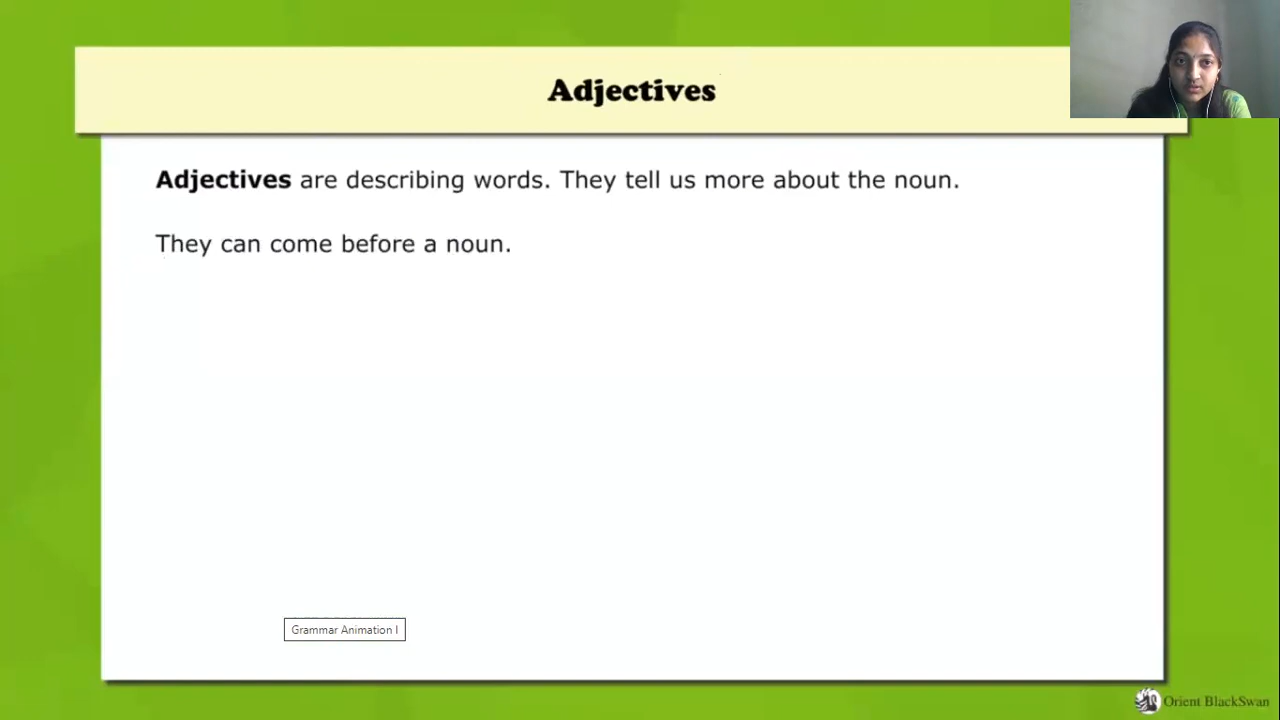 Adjectives
Adjectives are describing words. They tell us more about the noun.
They can come before a noun.
Grammar Animation I
Orient BlackSwan